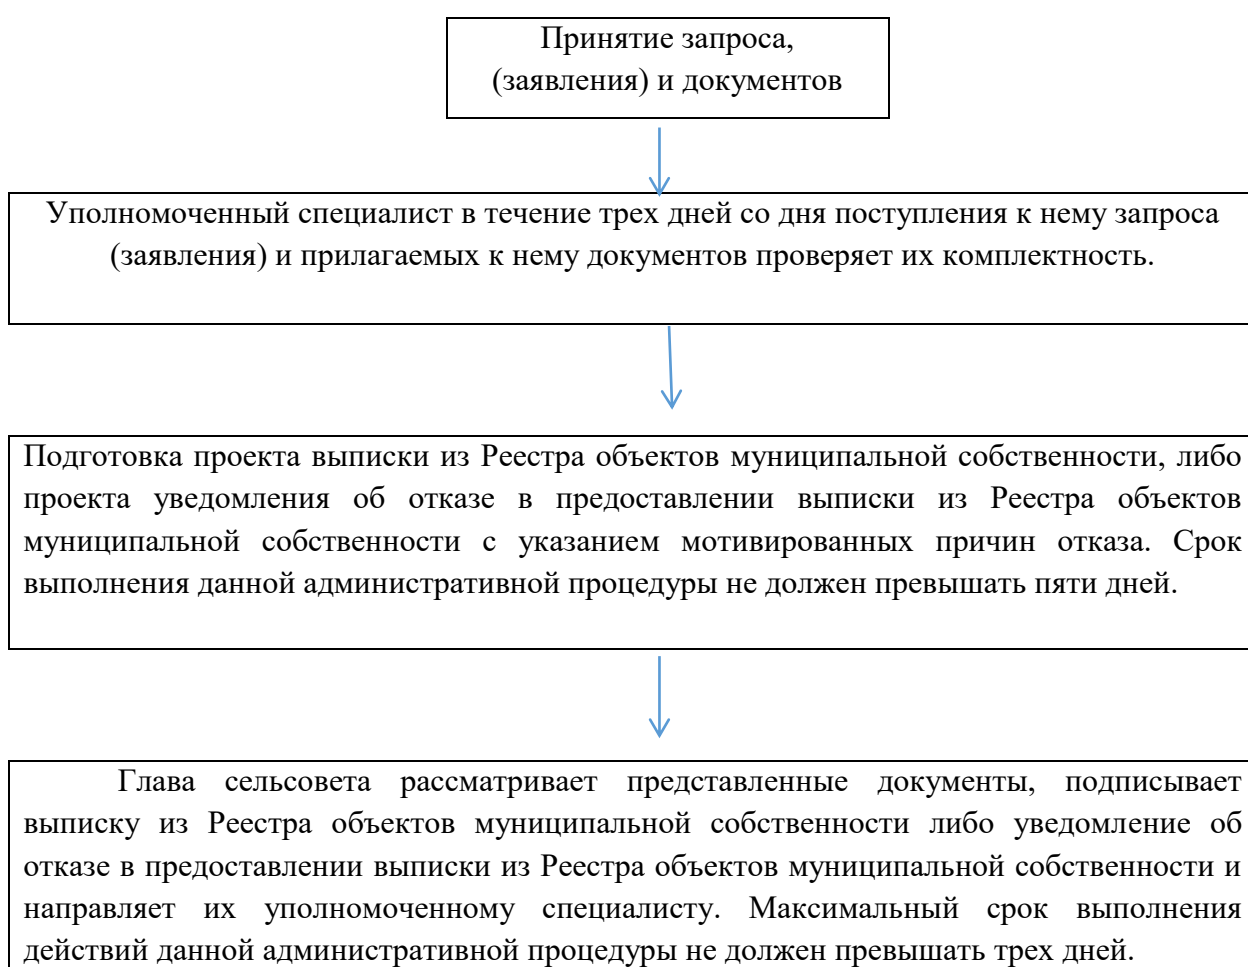 Принятие запроса,
(заявления) и документов
Уполномоченный специалист в течение трех дней со дня поступления к нему запроса
(заявления) и прилагаемых к нему документов проверяет их комплектность.
Подготовка проекта выписки из Реестра объектов муниципальной собственности, либо
проекта уведомления об отказе в предоставлении выписки из Реестра объектов
муниципальной собственности с указанием мотивированных причин отказа. Срок
выполнения данной административной процедуры не должен превышать пяти дней.
Глава сельсовета рассматривает представленные документы, подписывает
выписку из Реестра объектов муниципальной собственности либо уведомление об
отказе в предоставлении выписки из Реестра объектов муниципальной собственности и
направляет их уполномоченному специалисту. Максимальный срок выполнения
действий данной административной процедуры не должен превышать трех дней.